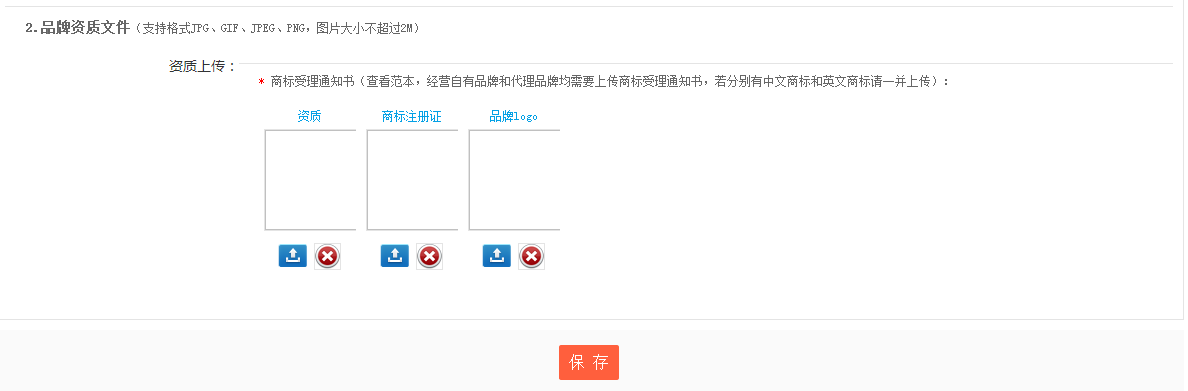 2.品牌资质文件（支持格式JPG、GIF、JPEG、PNG，图片大小不超过2M）
资质上传：
* 商标受理通知书（查看范本，经营自有品牌和代理品牌均需要上传商标受理通知书，若分别有中文商标和英文商标请一并上传）：
资质 商标注册证 品牌logo
保 存